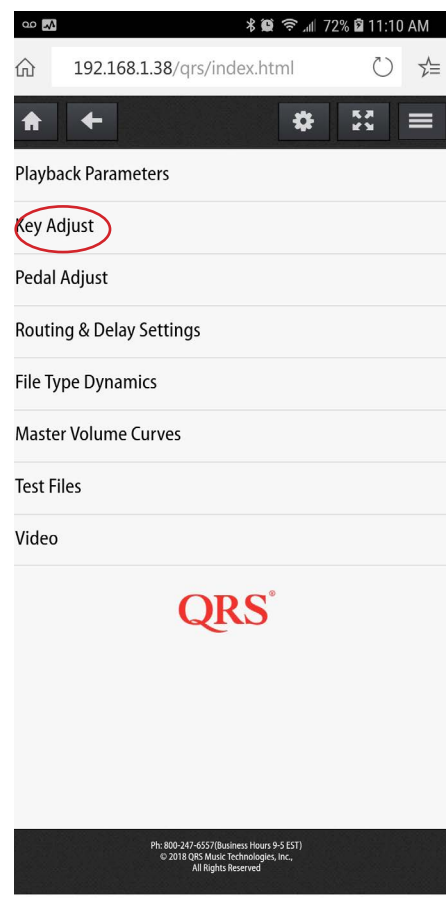 72% 11:10 AM
192.168.1.38/qrs/index.html
Playback Parameters
Key Adjust
Pedal Adjust
Routing & Delay Settings
File Type Dynamics
Master Volume Curves
Test Files
Video
QRS®
Ph: 800-247-6557(Business Hours 9-5 EST)
© 2018 QRS Music Technologies, Inc.,
All Rights Reserved